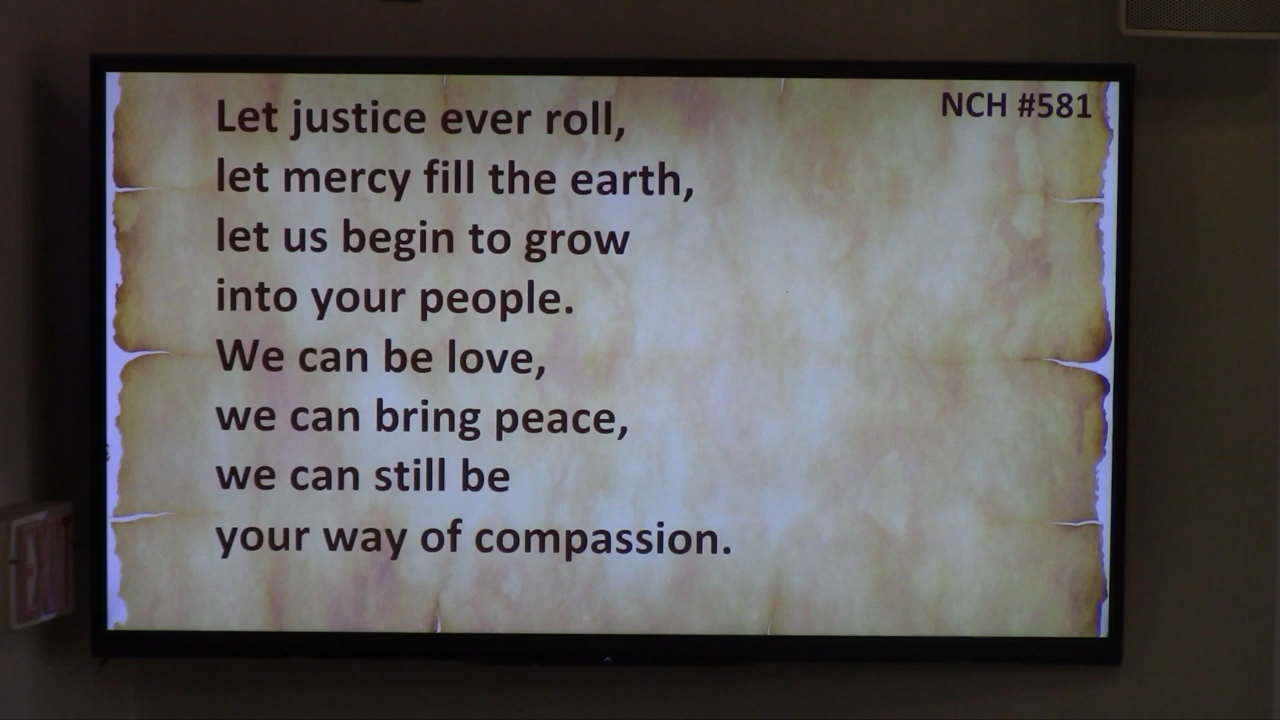 NCH #581
Let justice ever roll,
let mercy fill the earth,
let us begin to grow
into your people.
We can be love,
we can bring peace,
we can still be
your way of compassion.